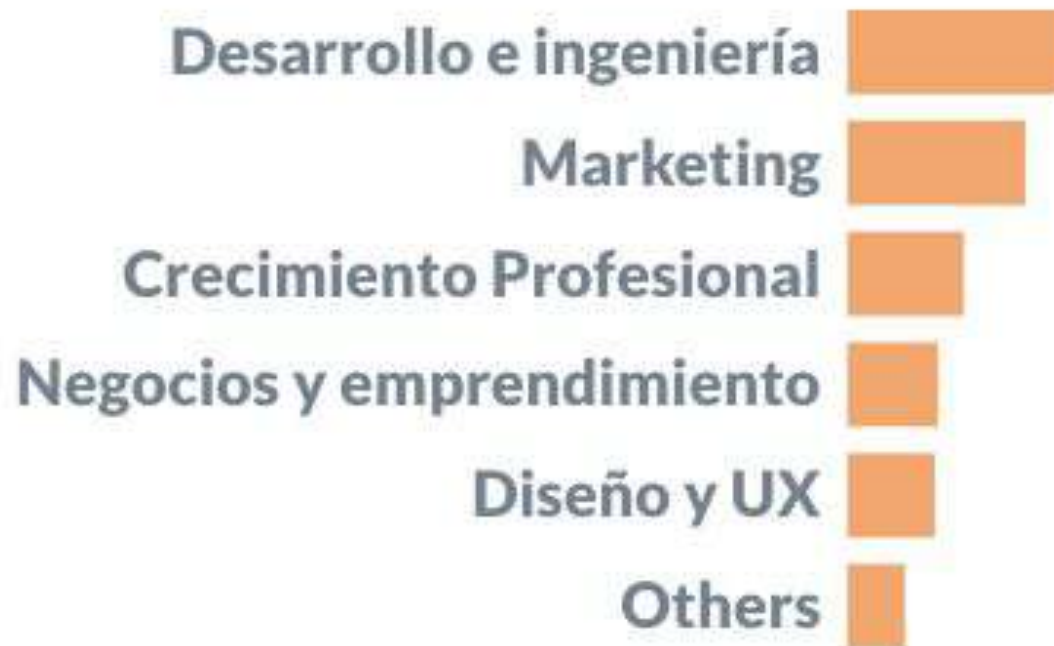 Desarrollo e ingeniería
Marketing
Crecimiento Profesional
Negocios y emprendimiento
Diseño y UX
Others